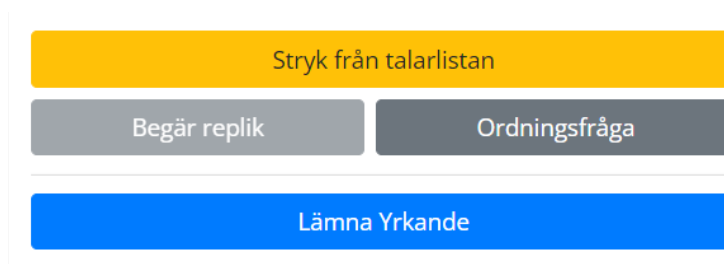 Stryk från talarlistan
Begär replik
Ordningsfråga
Lämna Yrkande